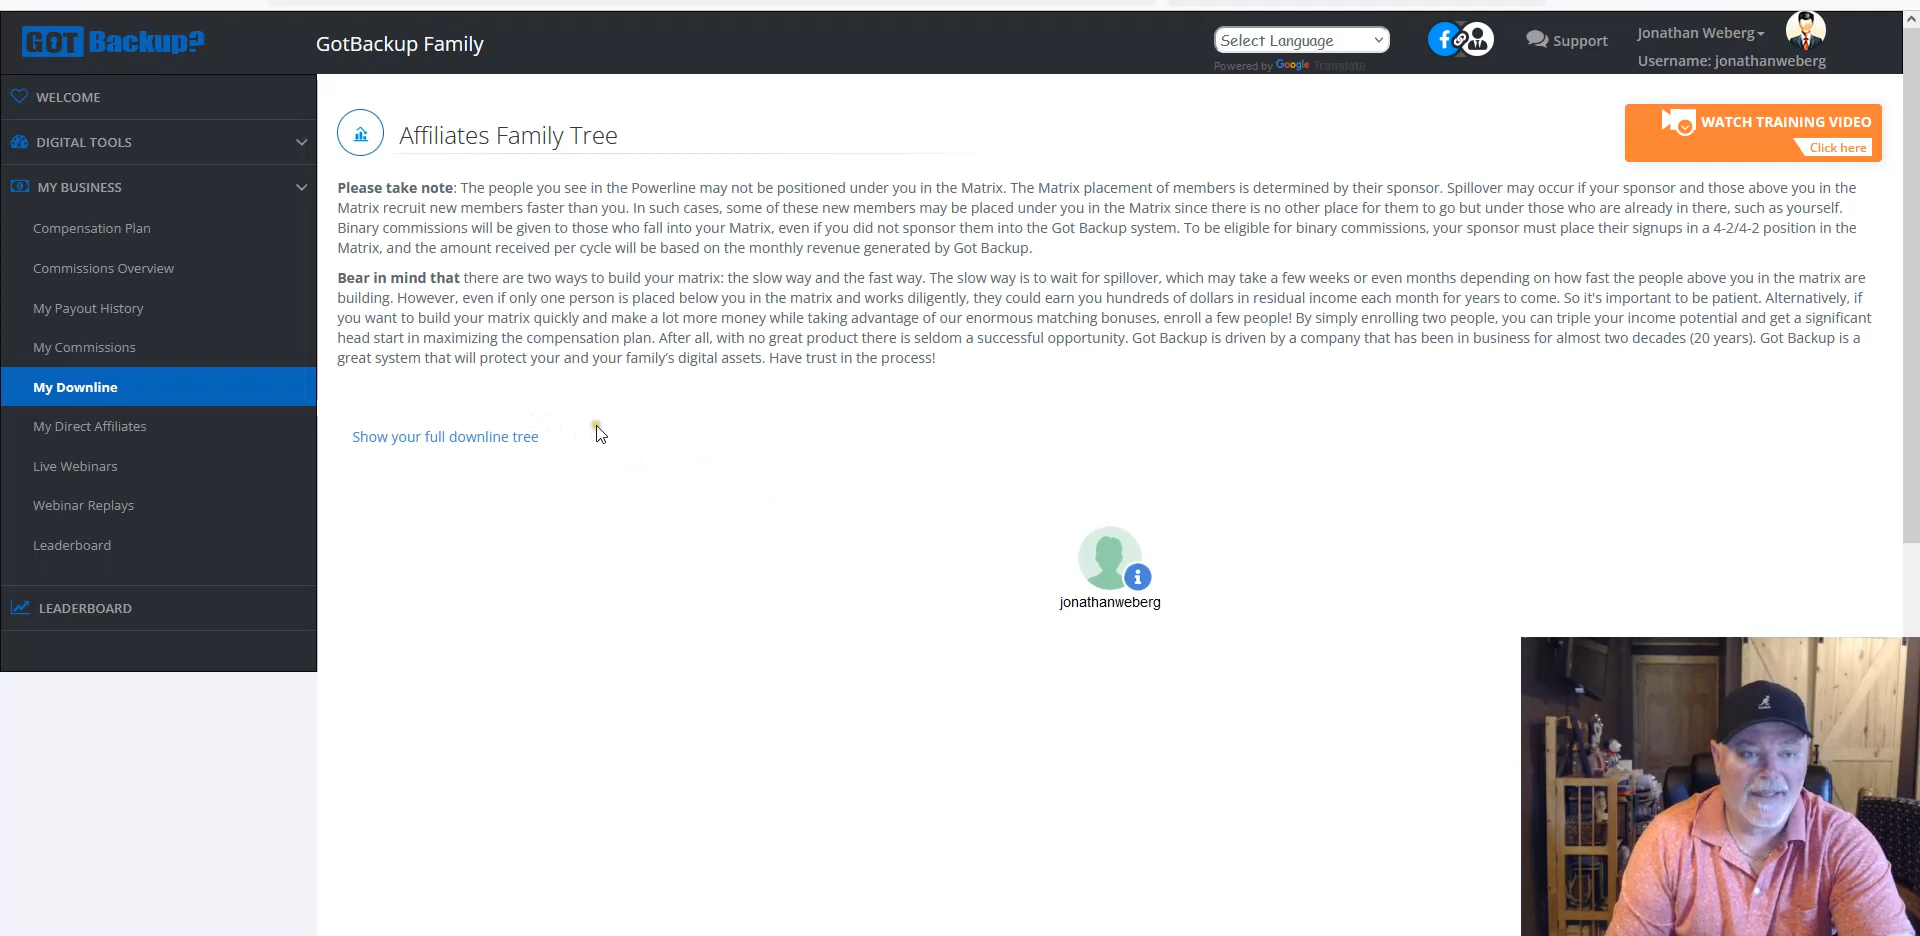 GOT Backup?
GotBackup Family
Select Language
Powered by Google Translate
Support
Jonathan Weberg
Username: jonathanweberg
WELCOME
DIGITAL TOOLS
MY BUSINESS
Compensation Plan
Commissions Overview
My Payout History
My Commissions
My Downline
My Direct Affiliates
Live Webinars
Webinar Replays
Leaderboard
LEADERBOARD
Affiliates Family Tree
WATCH TRAINING VIDEO
Click here
Please take note: The people you see in the Powerline may not be positioned under you in the Matrix. The Matrix placement of members is determined by their sponsor. Spillover may occur if your sponsor and those above you in the
Matrix recruit new members faster than you. In such cases, some of these new members may be placed under you in the Matrix since there is no other place for them to go but under those who are already in there, such as yourself.
Binary commissions will be given to those who fall into your Matrix, even if you did not sponsor them into the Got Backup system. To be eligible for binary commissions, your sponsor must place their signups in a 4-2/4-2 position in the
Matrix, and the amount received per cycle will be based on the monthly revenue generated by Got Backup.
Bear in mind that there are two ways to build your matrix: the slow way and the fast way. The slow way is to wait for spillover, which may take a few weeks or even months depending on how fast the people above you in the matrix are
building. However, even if only one person is placed below you in the matrix and works diligently, they could earn you hundreds of dollars in residual income each month for years to come. So it's important to be patient. Alternatively, if
you want to build your matrix quickly and make a lot more money while taking advantage of our enormous matching bonuses, enroll a few people! By simply enrolling two people, you can triple your income potential and get a significant
head start in maximizing the compensation plan. After all, with no great product there is seldom a successful opportunity. Got Backup is driven by a company that has been in business for almost two decades (20 years). Got Backup is a
great system that will protect your and your family's digital assets. Have trust in the process!
Show your full downline tree
jonathanweberg